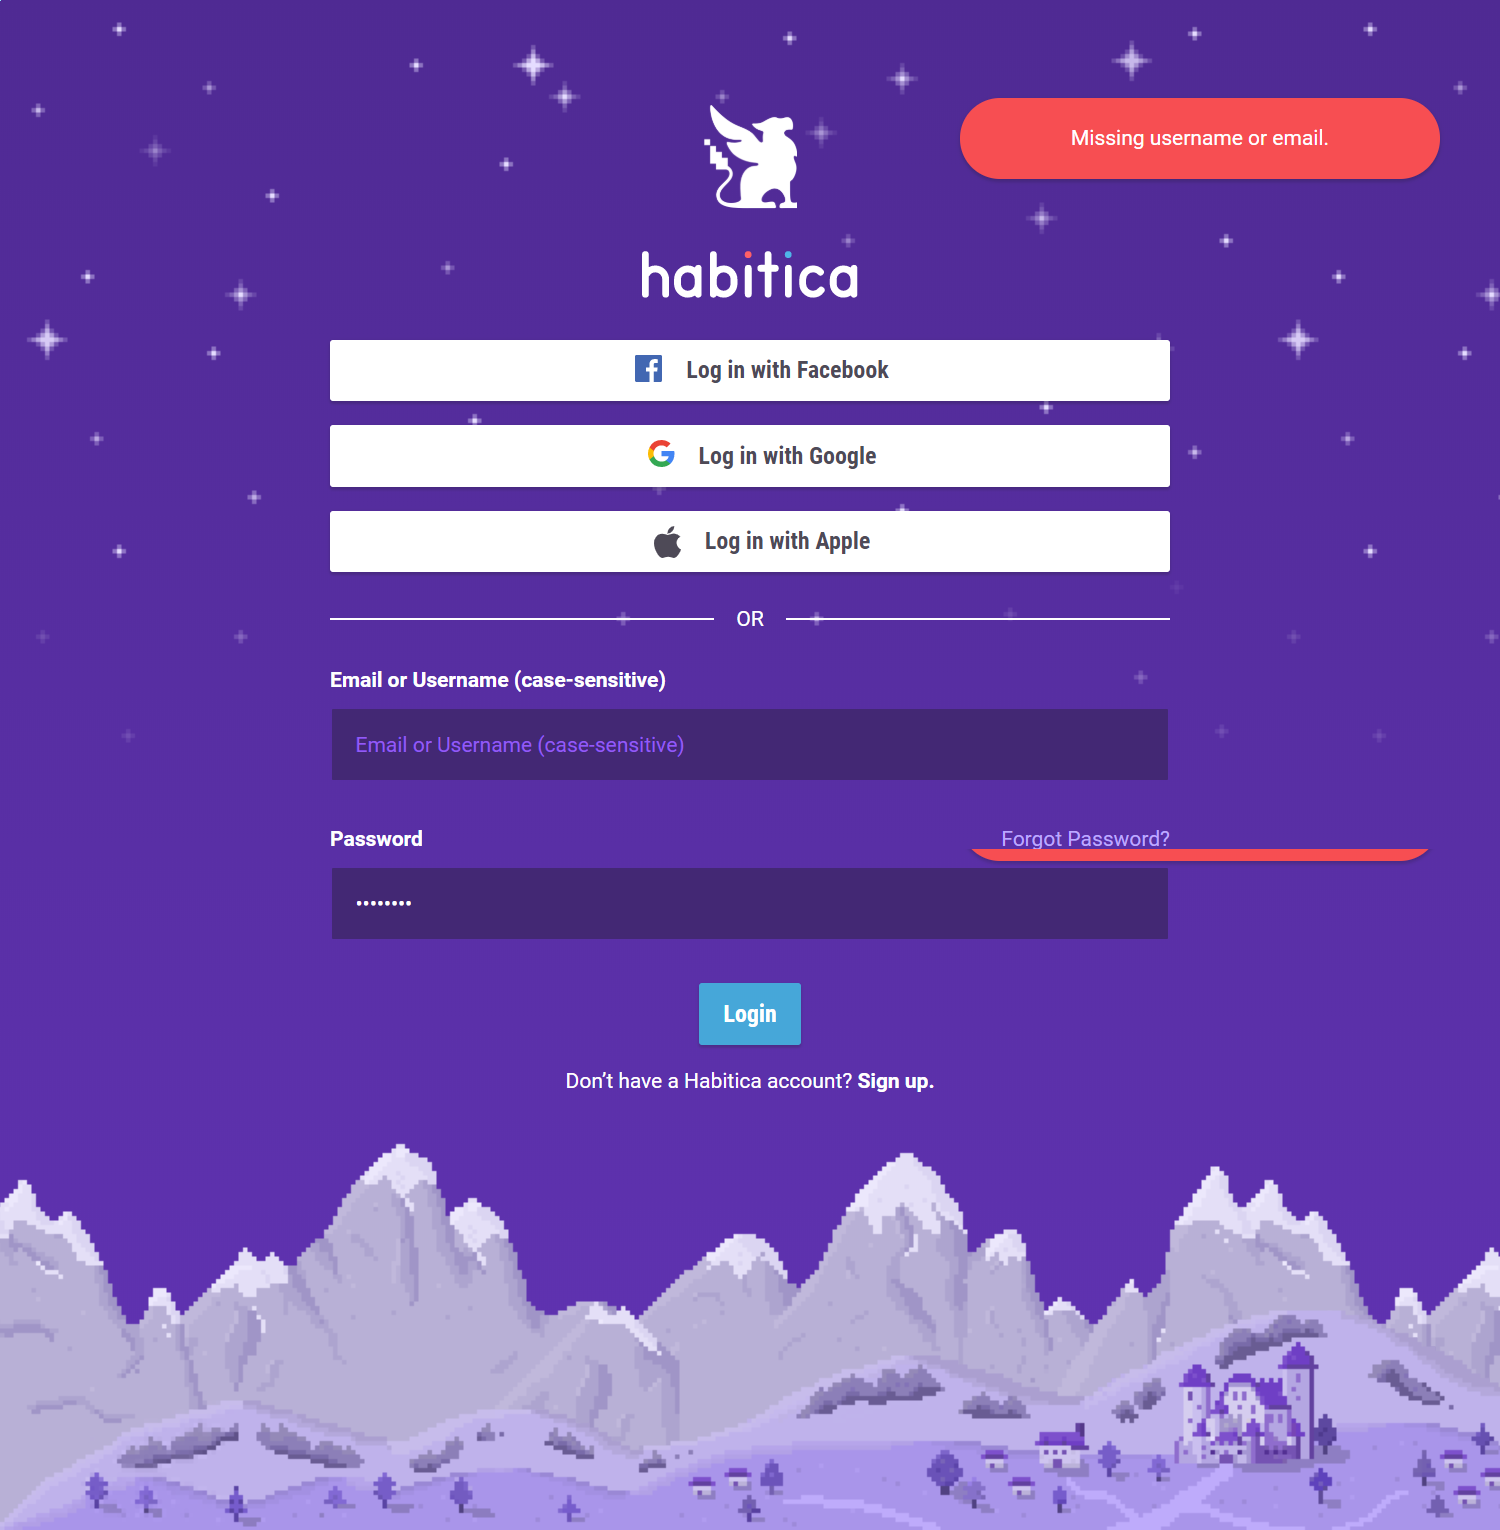 Missing username or email.
habitica
Log in with Facebook
Log in with Google
Log in with Apple
OR
Email or Username (case-sensitive)
Email or Username (case-sensitive)
Password
Forgot Password?
••••••••
Login
Don’t have a Habitica account? Sign up.